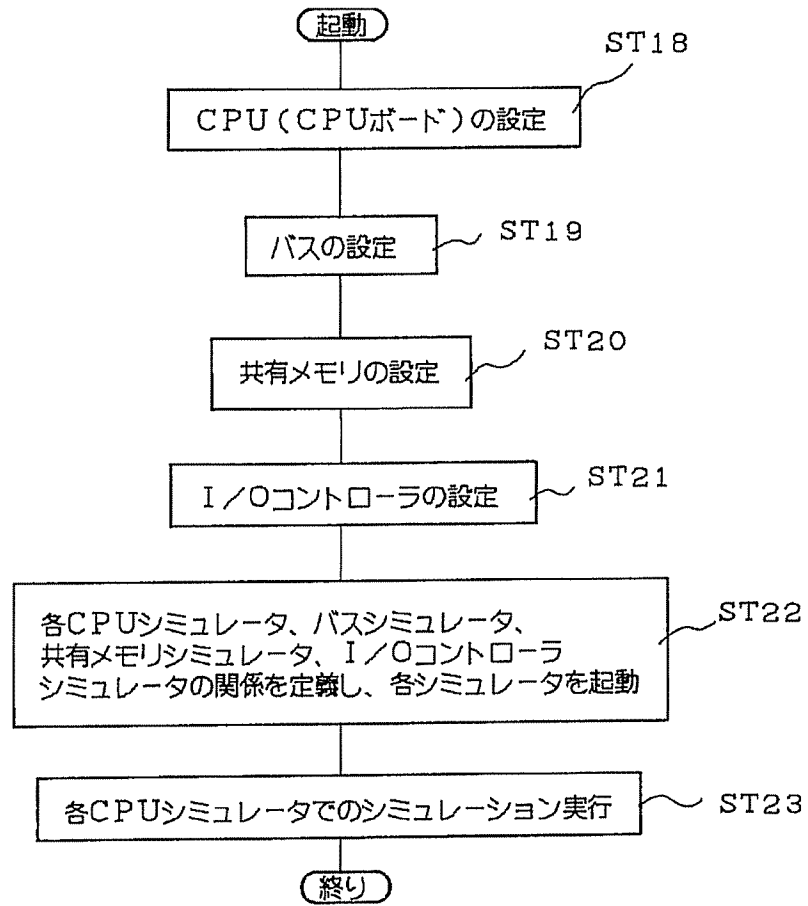 起動
ST18
CPU(CPUボード)の設定
ST19
バスの設定
ST20
共有メモリの設定
ST21
I/Oコントローラの設定
ST22
各CPUシミュレータ、バスシミュレータ、
共有メモリシミュレータ、I/Oコントローラ
シミュレータの関係を定義し、各シミュレータを起動
各CPUシミュレータでのシミュレーション実行
ST23
終り